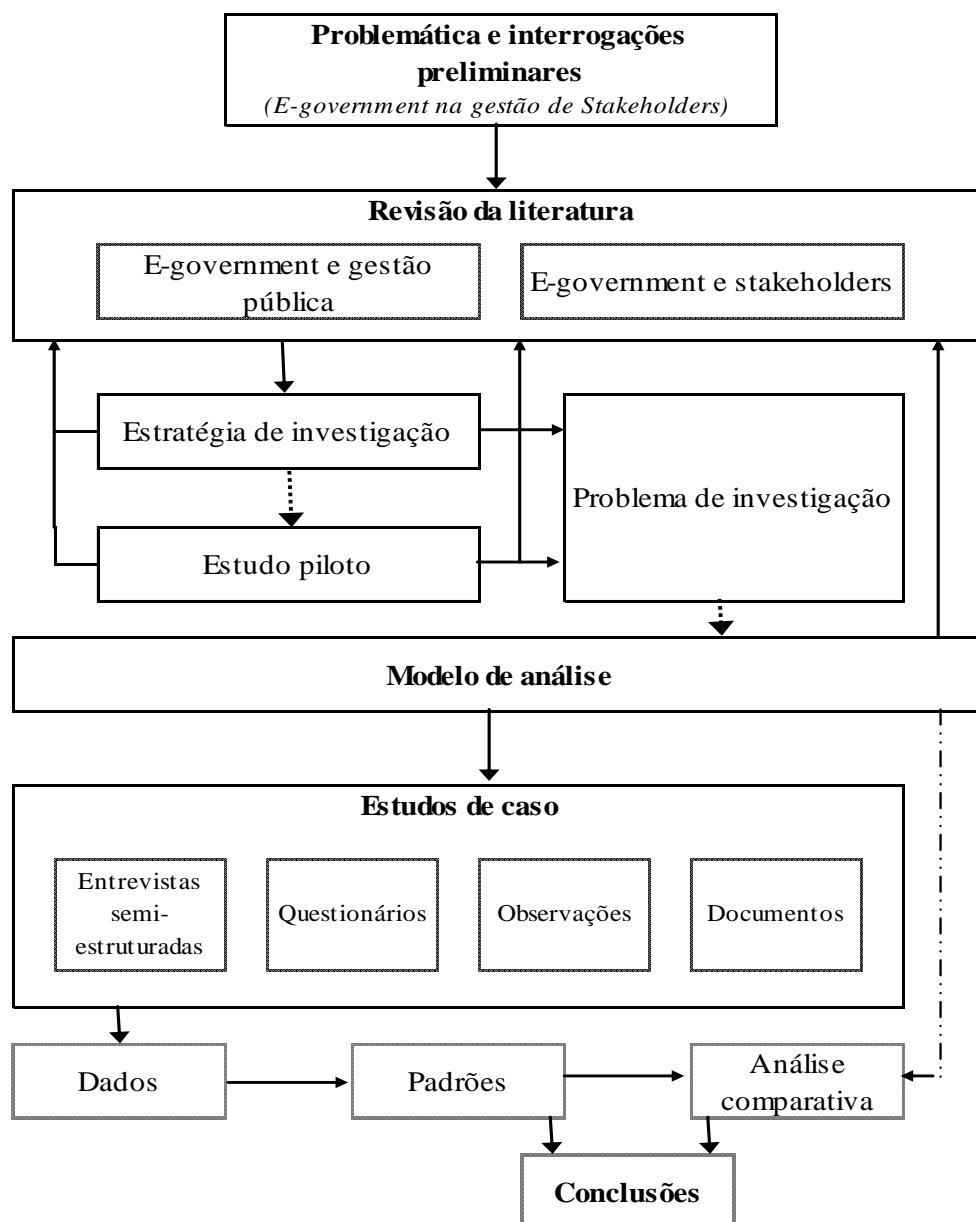 Problemática e interrogações
preliminares
(E-government na gestão de Stakeholders)
Revisão da literatura
E-government e gestão
pública
E-government e stakeholders
Estratégia de investigação
Problema de investigação
Estudo piloto
Modelo de análise
Estudos de caso
Entrevistas
semi-
estruturadas
Questionários
Observações
Documentos
Dados
Padrões
Análise
comparativa
Conclusões